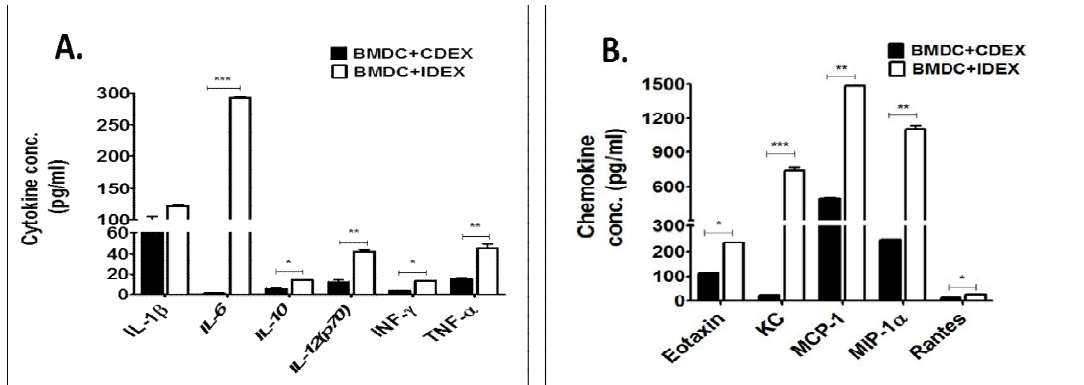 A.
BMDC+CDEX
BMDC+IDEX
Cytokine conc.
(pg/ml)
300
250
200
150
100
60
40
20
0
***
*
**
*
**
IL-1β
IL-6
IL-10
IL-12(p70)
INF-γ
TNF-α
B.
BMDC+CDEX
BMDC+IDEX
Chemokine
conc. (pg/ml)
1500
1200
900
600
300
200
100
0
*
***
**
**
*
Eotaxin
KC
MCP-1
MIP-1α
Rantes